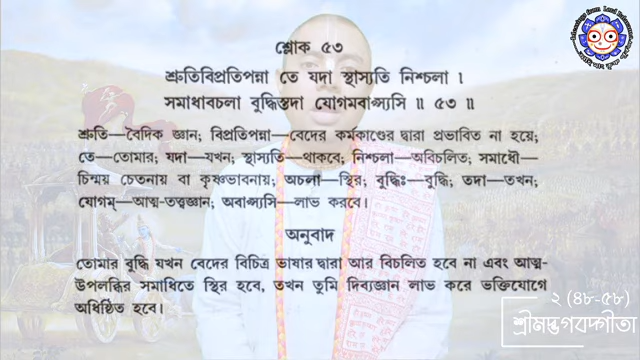 শ্লোক ৫৩
শ্রুতিবিপ্রতিপন্না তে যদা স্থাস্যতি নিশ্চলা ।
সমাধাবচলা বুদ্ধিস্তদা যোগমবাপ্স্যসি ॥ ৫৩ ॥
শ্রুতি—বৈদিক জ্ঞান; বিপ্রতিপন্না—বেদের কর্মকাণ্ডের দ্বারা প্রভাবিত না হয়ে;
তে—তোমার; যদা—যখন; স্থাস্যতি—থাকবে; নিশ্চলা—অবিচলিত; সমাধৌ—
চিন্ময় চেতনায় বা কৃষ্ণভাবনায়; অচলা—স্থির; বুদ্ধিঃ—বুদ্ধি; তদা—তখন;
যোগম্—আত্ম-তত্ত্বজ্ঞান; অবাপ্স্যসি—লাভ করবে।
অনুবাদ
তোমার বুদ্ধি যখন বেদের বিচিত্র ভাষার দ্বারা আর বিচলিত হবে না এবং আত্ম-
উপলব্ধির সমাধিতে স্থির হবে, তখন তুমি দিব্যজ্ঞান লাভ করে ভক্তিযোগে
অধিষ্ঠিত হবে।
২ (৪৮-৫৮)
শ্রীমদ্ভগবদ্গীতা